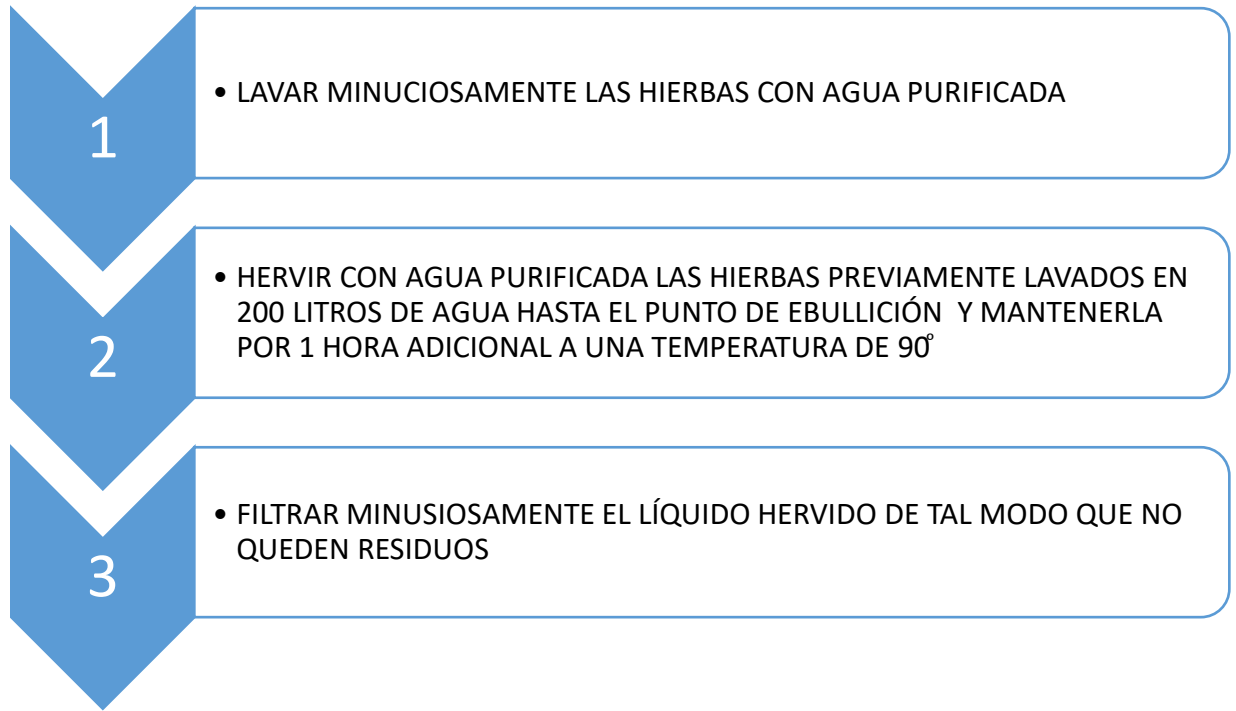 1
• LAVAR MINUCIOSAMENTE LAS HIERBAS CON AGUA PURIFICADA
2
• HERVIR CON AGUA PURIFICADA LAS HIERBAS PREVIAMENTE LAVADOS EN
200 LITROS DE AGUA HASTA EL PUNTO DE EBULLICIÓN  Y MANTENERLA
POR 1 HORA ADICIONAL A UNA TEMPERATURA DE 90°
3
• FILTRAR MINUSIOSAMENTE EL LÍQUIDO HERVIDO DE TAL MODO QUE NO
QUEDEN RESIDUOS